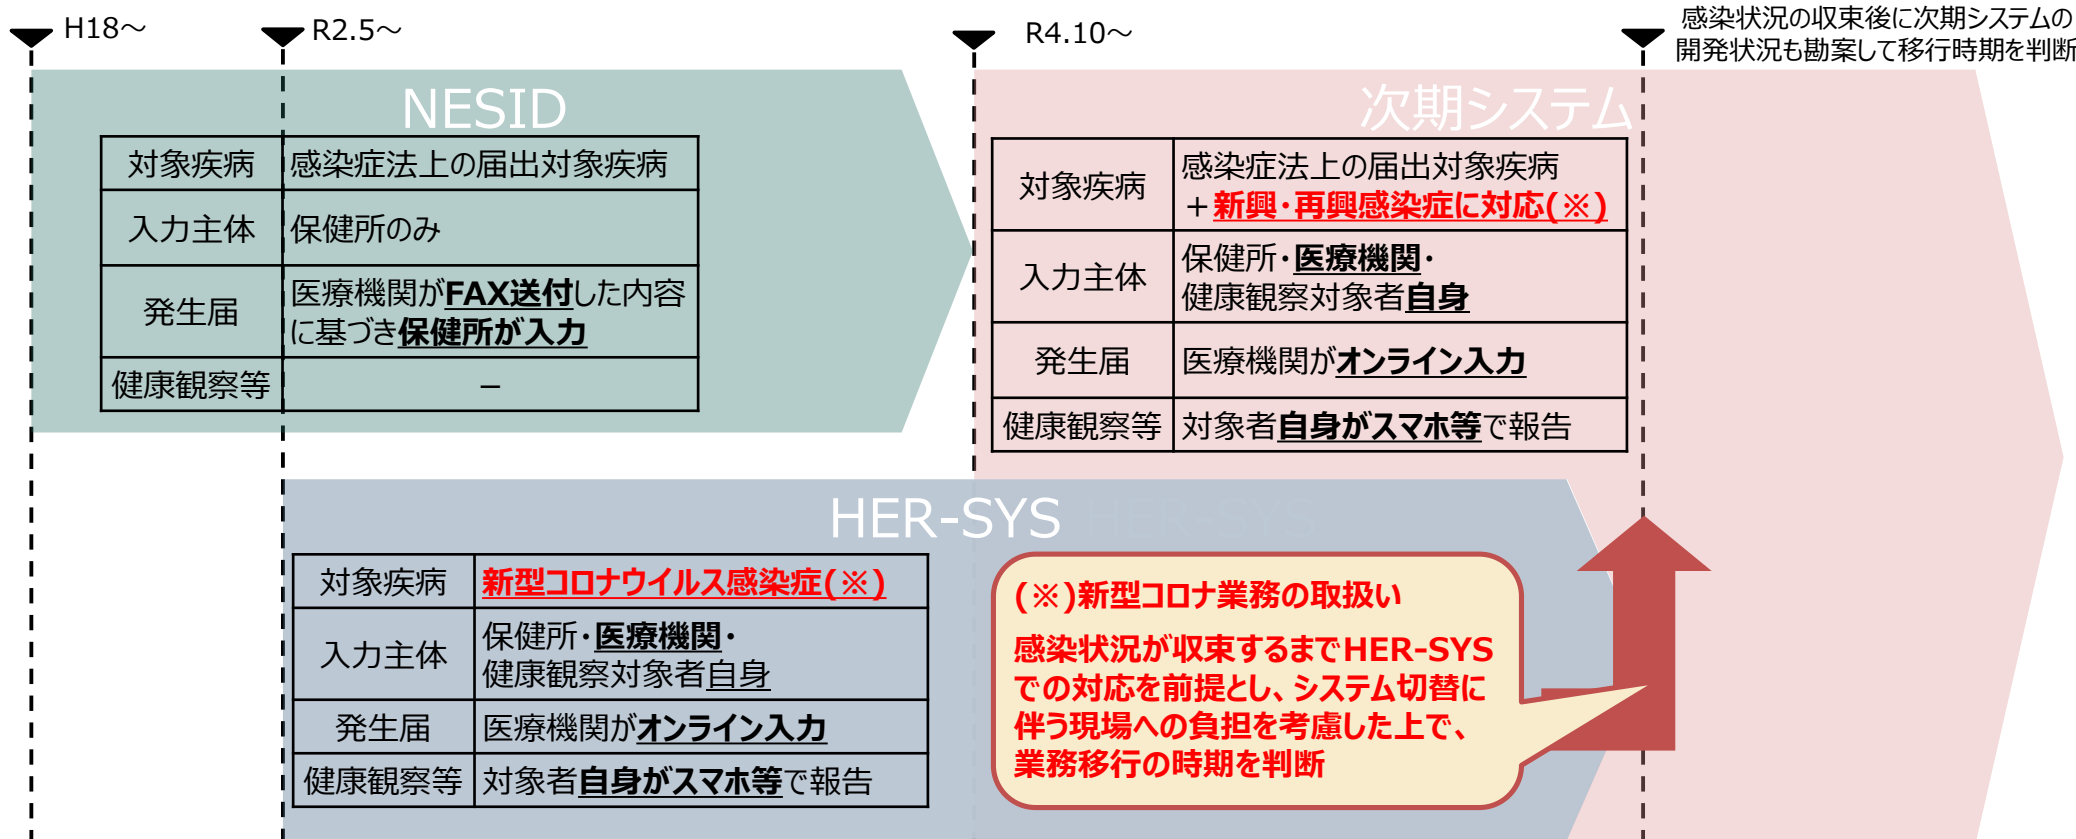 H18～
R2.5～
R4.10～
感染状況の収束後に次期システムの
開発状況も勘案して移行時期を判断
NESID
対象疾病
感染症法上の届出対象疾病
入力主体
保健所のみ
発生届
医療機関がFAX送付した内容
に基づき保健所が入力
健康観察等
－
次期システム
対象疾病
感染症法上の届出対象疾病
＋新興・再興感染症に対応(※)
入力主体
保健所・医療機関・
健康観察対象者自身
発生届
医療機関がオンライン入力
健康観察等
対象者自身がスマホ等で報告
HER-SYS HER-SYS
対象疾病
新型コロナウイルス感染症(※)
入力主体
保健所・医療機関・
健康観察対象者自身
発生届
医療機関がオンライン入力
健康観察等
対象者自身がスマホ等で報告
(※)新型コロナ業務の取扱い
感染状況が収束するまでHER-SYS
での対応を前提とし、システム切替に
伴う現場への負担を考慮した上で、
業務移行の時期を判断